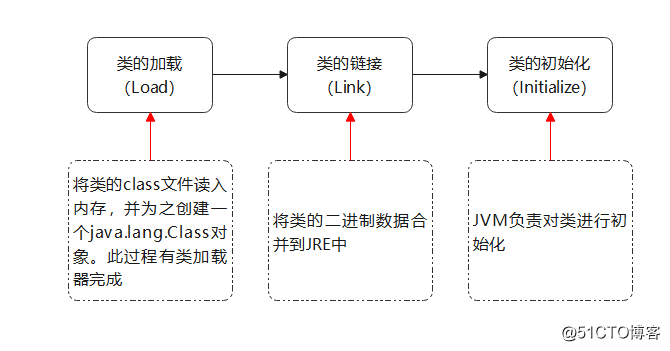 类的加载
（Load）
类的链接
（Link）
类的初始化
（Initialize）
将类的class文件读入
内存，并为之创建一
个java.lang.Class对
象。此过程有类加载
器完成
将类的二进制数据合
并到JRE中
JVM负责对类进行初
始化
@51CTO博客